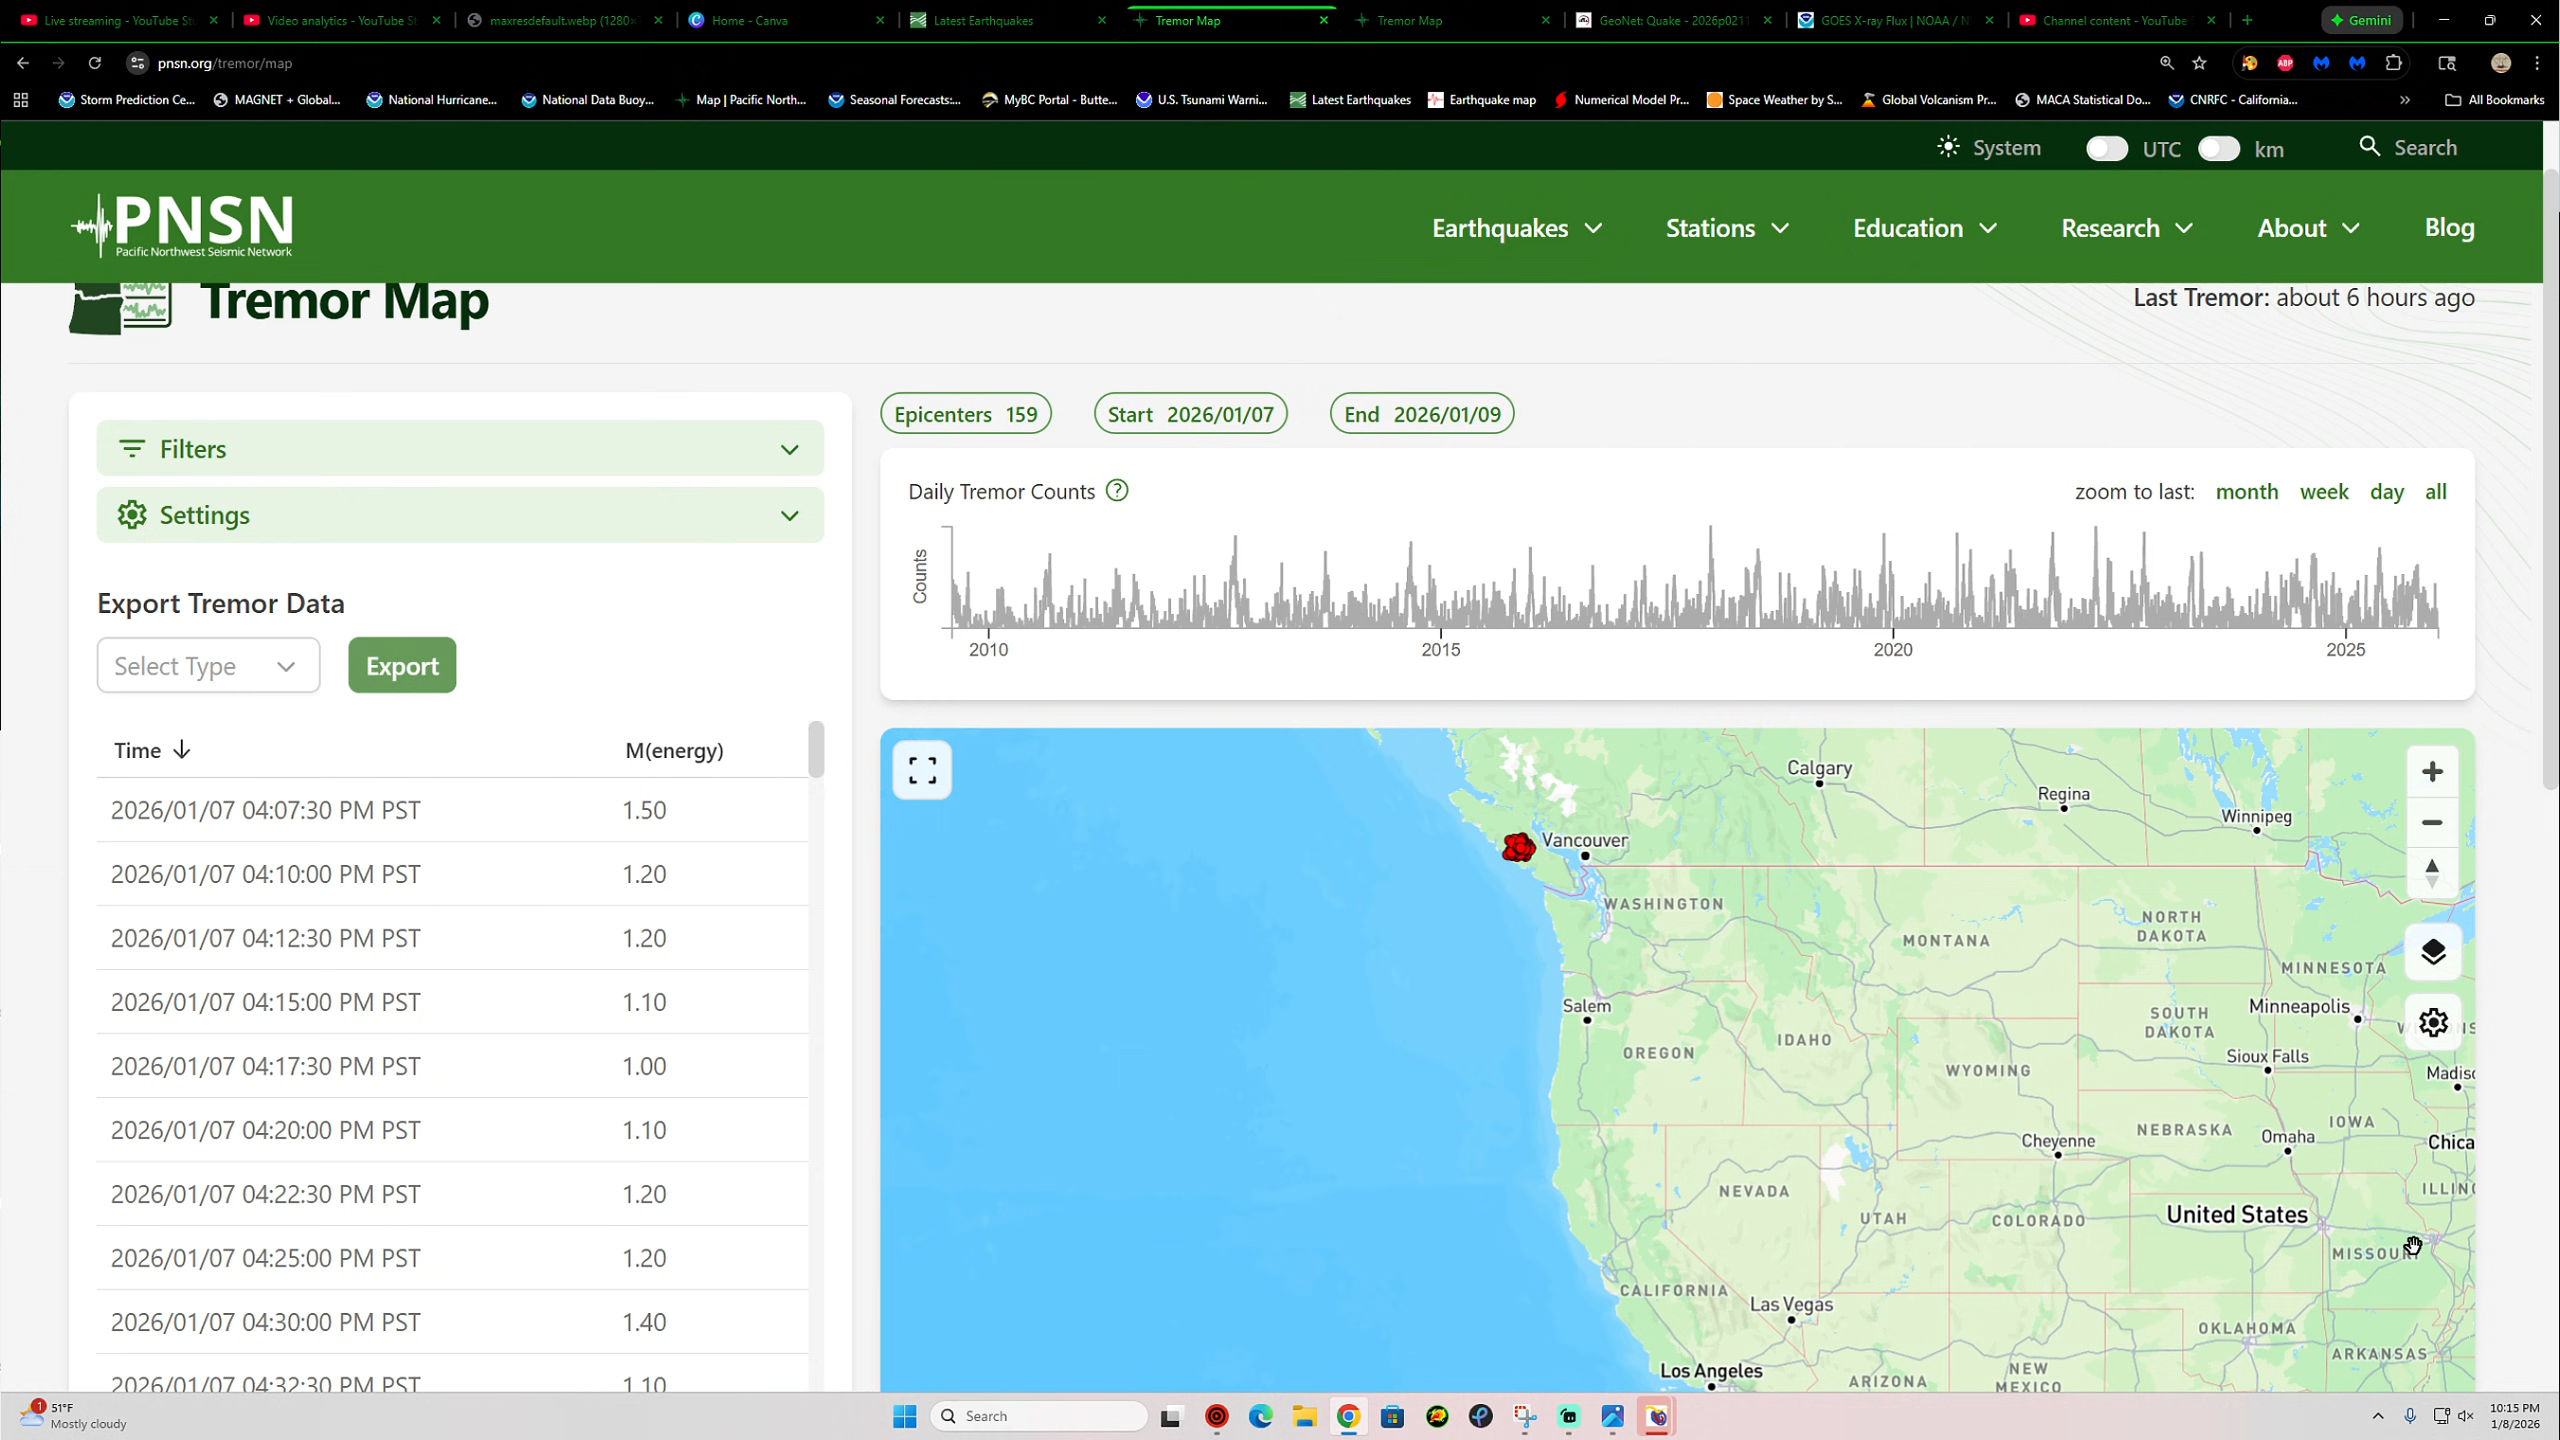 Live streaming - YouTube St
Video analytics - YouTube St
maxresdefault.webp (1280×
Home - Canva
Latest Earthquakes
Tremor Map
Tremor Map
GeoNet: Quake - 2026p021
GOES X-ray Flux | NOAA / N
Channel content - YouTube
Gemini
pnsn.org/tremor/map
Storm Prediction Ce...
MAGNET + Global...
National Hurricane...
National Data Buoy...
Map | Pacific North...
Seasonal Forecasts:...
MyBC Portal - Butte...
U.S. Tsunami Warni...
Latest Earthquakes
Earthquake map
Numerical Model Pr...
Space Weather by S...
Global Volcanism Pr...
MACA Statistical Do...
CNRFC - California...
All Bookmarks
System
UTC
km
Search
PNSN
Pacific Northwest Seismic Network
Earthquakes
Stations
Education
Research
About
Blog
Tremor Map
Last Tremor: about 6 hours ago
Filters
Settings
Export Tremor Data
Select Type
Export
Time
M(energy)
2026/01/07 04:07:30 PM PST 1.50
2026/01/07 04:10:00 PM PST 1.20
2026/01/07 04:12:30 PM PST 1.20
2026/01/07 04:15:00 PM PST 1.10
2026/01/07 04:17:30 PM PST 1.00
2026/01/07 04:20:00 PM PST 1.10
2026/01/07 04:22:30 PM PST 1.20
2026/01/07 04:25:00 PM PST 1.20
2026/01/07 04:30:00 PM PST 1.40
2026/01/07 04:32:30 PM PST 1.10
Epicenters 159
Start 2026/01/07
End 2026/01/09
Daily Tremor Counts ?
zoom to last: month week day all
Counts
2010
2015
2020
2025
Calgary
Regina
Winnipeg
Vancouver
WASHINGTON
MONTANA
NORTH
DAKOTA
MINNESOTA
Salem
Minneapolis
SOUTH
DAKOTA
OREGON
IDAHO
Sioux Falls
WYOMING
Madisc
IOWA
NEBRASKA
Omaha
Cheyenne
Chica
NEVADA
ILLIN
UTAH
COLORADO
United States
MISSOUR
CALIFORNIA
Las Vegas
OKLAHOMA
Los Angeles
ARIZONA
NEW
MEXICO
ARKANSAS
1
51°F
Mostly cloudy
Search
10:15 PM
1/8/2026